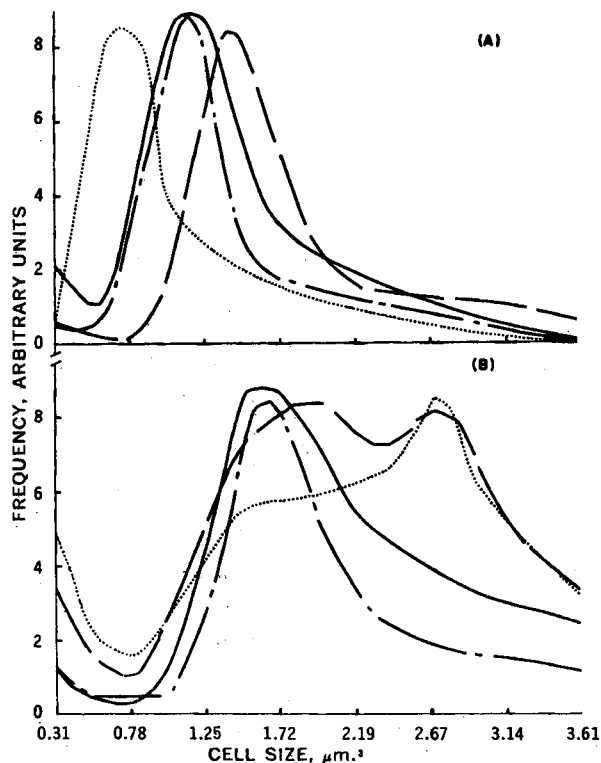 (A)
8
6
4
2
0
FREQUENCY, ARBITRARY UNITS
(B)
8
6
4
2
0
0.31 0.78 1.25 1.72 2.19 2.67 3.14 3.61
CELL SIZE, μm.³